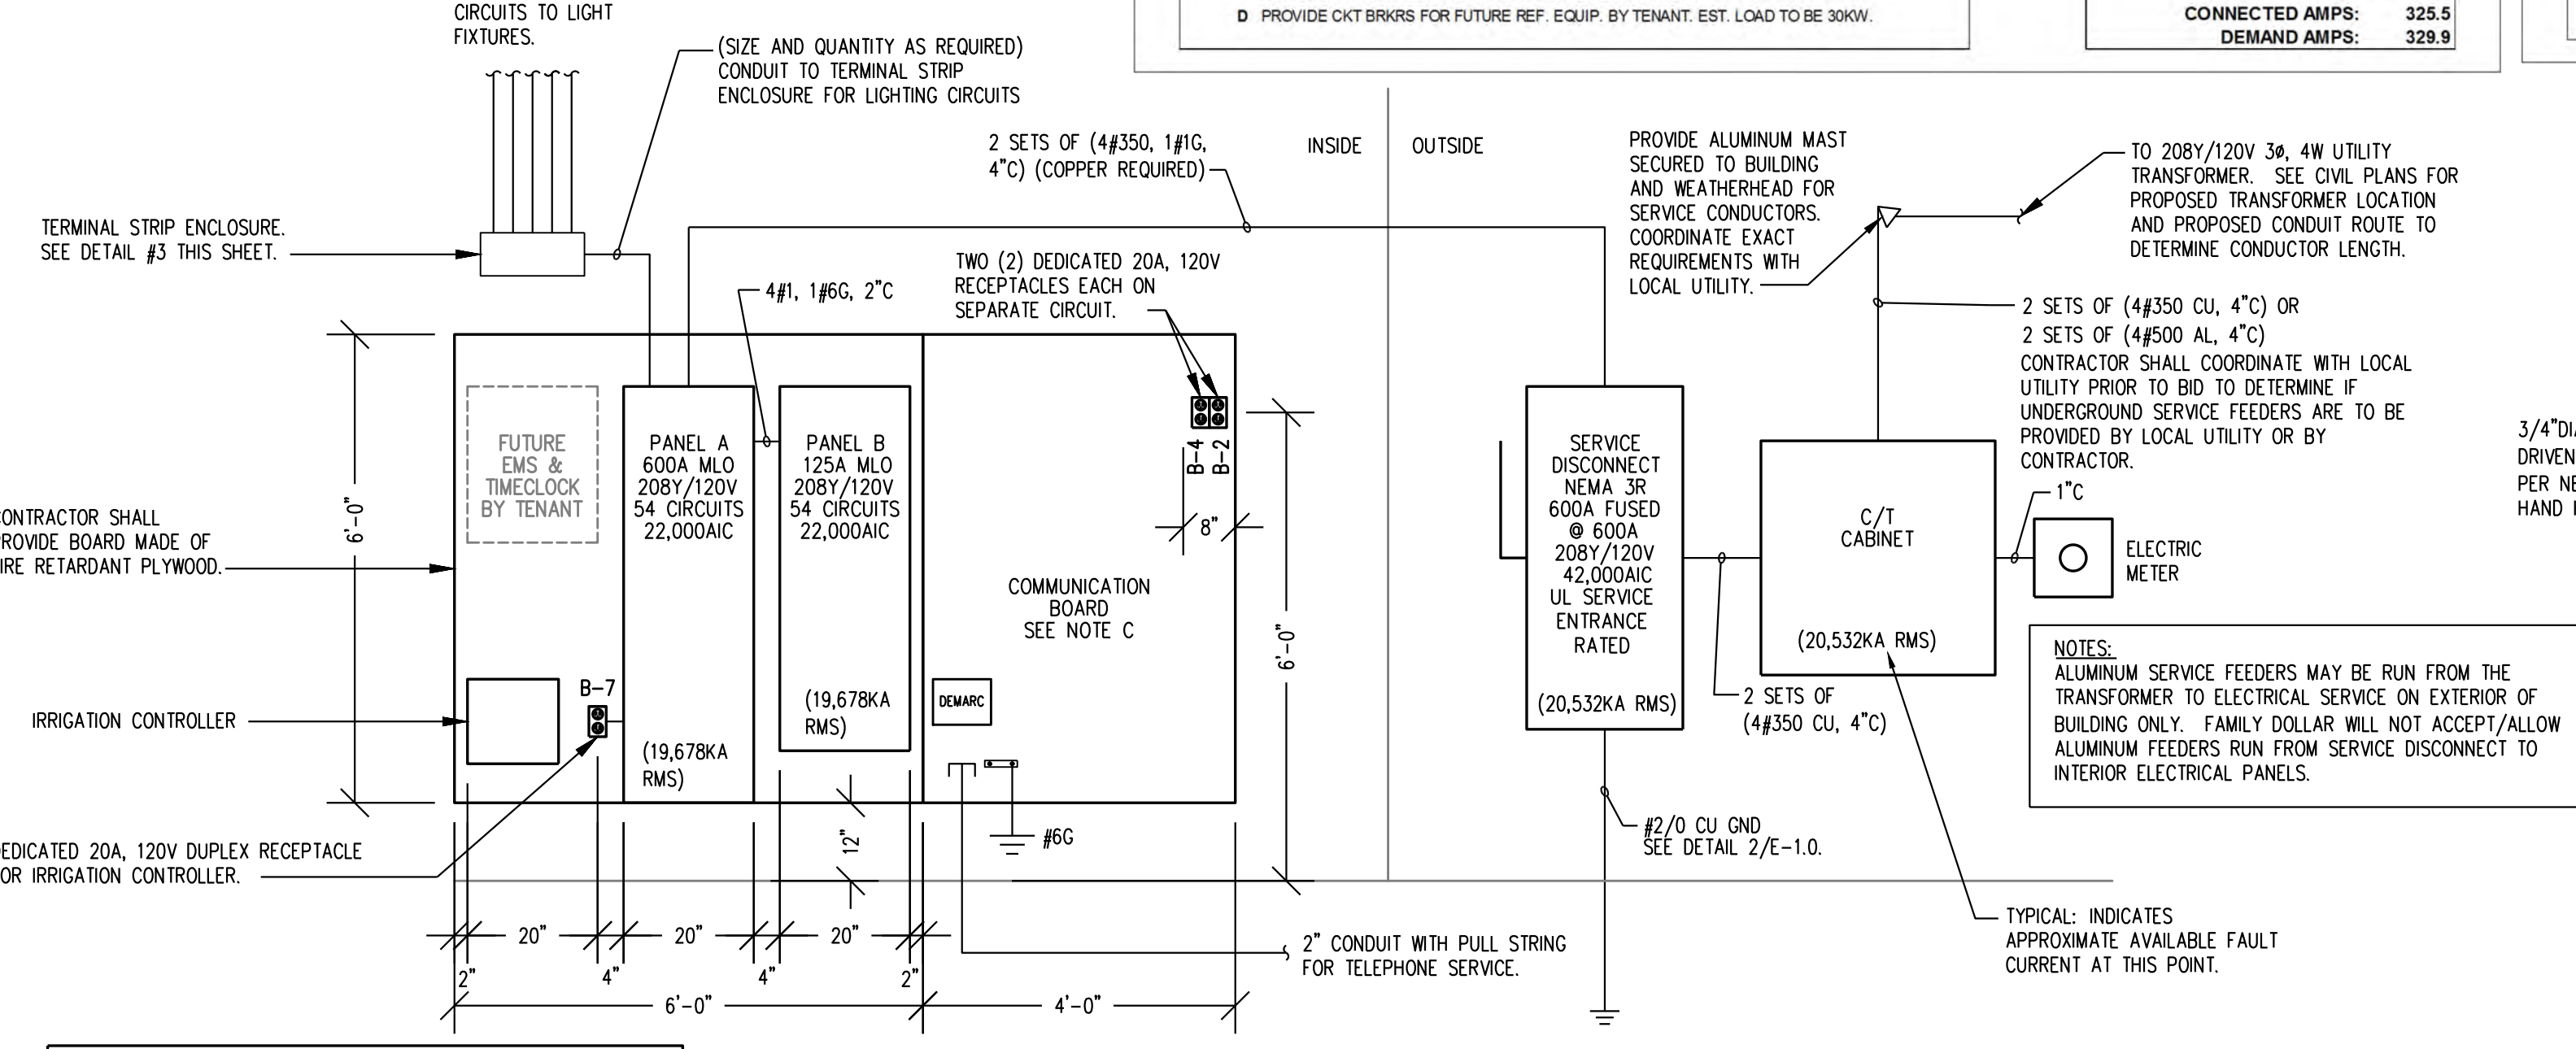 CIRCUITS TO LIGHT
FIXTURES.
(SIZE AND QUANTITY AS REQUIRED)
CONDUIT TO TERMINAL STRIP
ENCLOSURE FOR LIGHTING CIRCUITS
D PROVIDE CKT BRKRS FOR FUTURE REF. EQUIP. BY TENANT. EST. LOAD TO BE 30KW.
CONNECTED AMPS: 325.5
DEMAND AMPS: 329.9
2 SETS OF (4#350, 1#1G,
4"C) (COPPER REQUIRED)
INSIDE
OUTSIDE
PROVIDE ALUMINUM MAST
SECURED TO BUILDING
AND WEATHERHEAD FOR
SERVICE CONDUCTORS.
COORDINATE EXACT
REQUIREMENTS WITH
LOCAL UTILITY.
TO 208Y/120V 3ø, 4W UTILITY
TRANSFORMER. SEE CIVIL PLANS FOR
PROPOSED TRANSFORMER LOCATION
AND PROPOSED CONDUIT ROUTE TO
DETERMINE CONDUCTOR LENGTH.
TERMINAL STRIP ENCLOSURE.
SEE DETAIL #3 THIS SHEET.
4#1, 1#6G, 2"C
TWO (2) DEDICATED 20A, 120V
RECEPTACLES EACH ON
SEPARATE CIRCUIT.
2 SETS OF (4#350 CU, 4"C) OR
2 SETS OF (4#500 AL, 4"C)
CONTRACTOR SHALL COORDINATE WITH LOCAL
UTILITY PRIOR TO BID TO DETERMINE IF
UNDERGROUND SERVICE FEEDERS ARE TO BE
PROVIDED BY LOCAL UTILITY OR BY
CONTRACTOR.
3/4"DI
DRIVEN
PER NE
HAND
6'-0"
FUTURE
EMS &
TIMECLOCK
BY TENANT
PANEL A
600A MLO
208Y/120V
54 CIRCUITS
22,000AIC
PANEL B
125A MLO
208Y/120V
54 CIRCUITS
22,000AIC
B-4
B-2
8"
6'-0"
SERVICE
DISCONNECT
NEMA 3R
600A FUSED
@ 600A
208Y/120V
42,000AIC
UL SERVICE
ENTRANCE
RATED
(20,532KA RMS)
C/T
CABINET
(20,532KA RMS)
1"C
ELECTRIC
METER
ONTRACTOR SHALL
ROVIDE BOARD MADE OF
IRE RETARDANT PLYWOOD.
COMMUNICATION
BOARD
SEE NOTE C
IRRIGATION CONTROLLER
B-7
(19,678KA
RMS)
(19,678KA
RMS)
DEMARC
2 SETS OF
(4#350 CU, 4"C)
NOTES:
ALUMINUM SERVICE FEEDERS MAY BE RUN FROM THE
TRANSFORMER TO ELECTRICAL SERVICE ON EXTERIOR OF
BUILDING ONLY. FAMILY DOLLAR WILL NOT ACCEPT/ALLOW
ALUMINUM FEEDERS RUN FROM SERVICE DISCONNECT TO
INTERIOR ELECTRICAL PANELS.
EDICATED 20A, 120V DUPLEX RECEPTACLE
OR IRRIGATION CONTROLLER.
12"
#6G
#2/0 CU GND
SEE DETAIL 2/E-1.0.
20"
20"
20"
2"
4"
4"
2"
6'-0"
4'-0"
2" CONDUIT WITH PULL STRING
FOR TELEPHONE SERVICE.
TYPICAL: INDICATES
APPROXIMATE AVAILABLE FAULT
CURRENT AT THIS POINT.